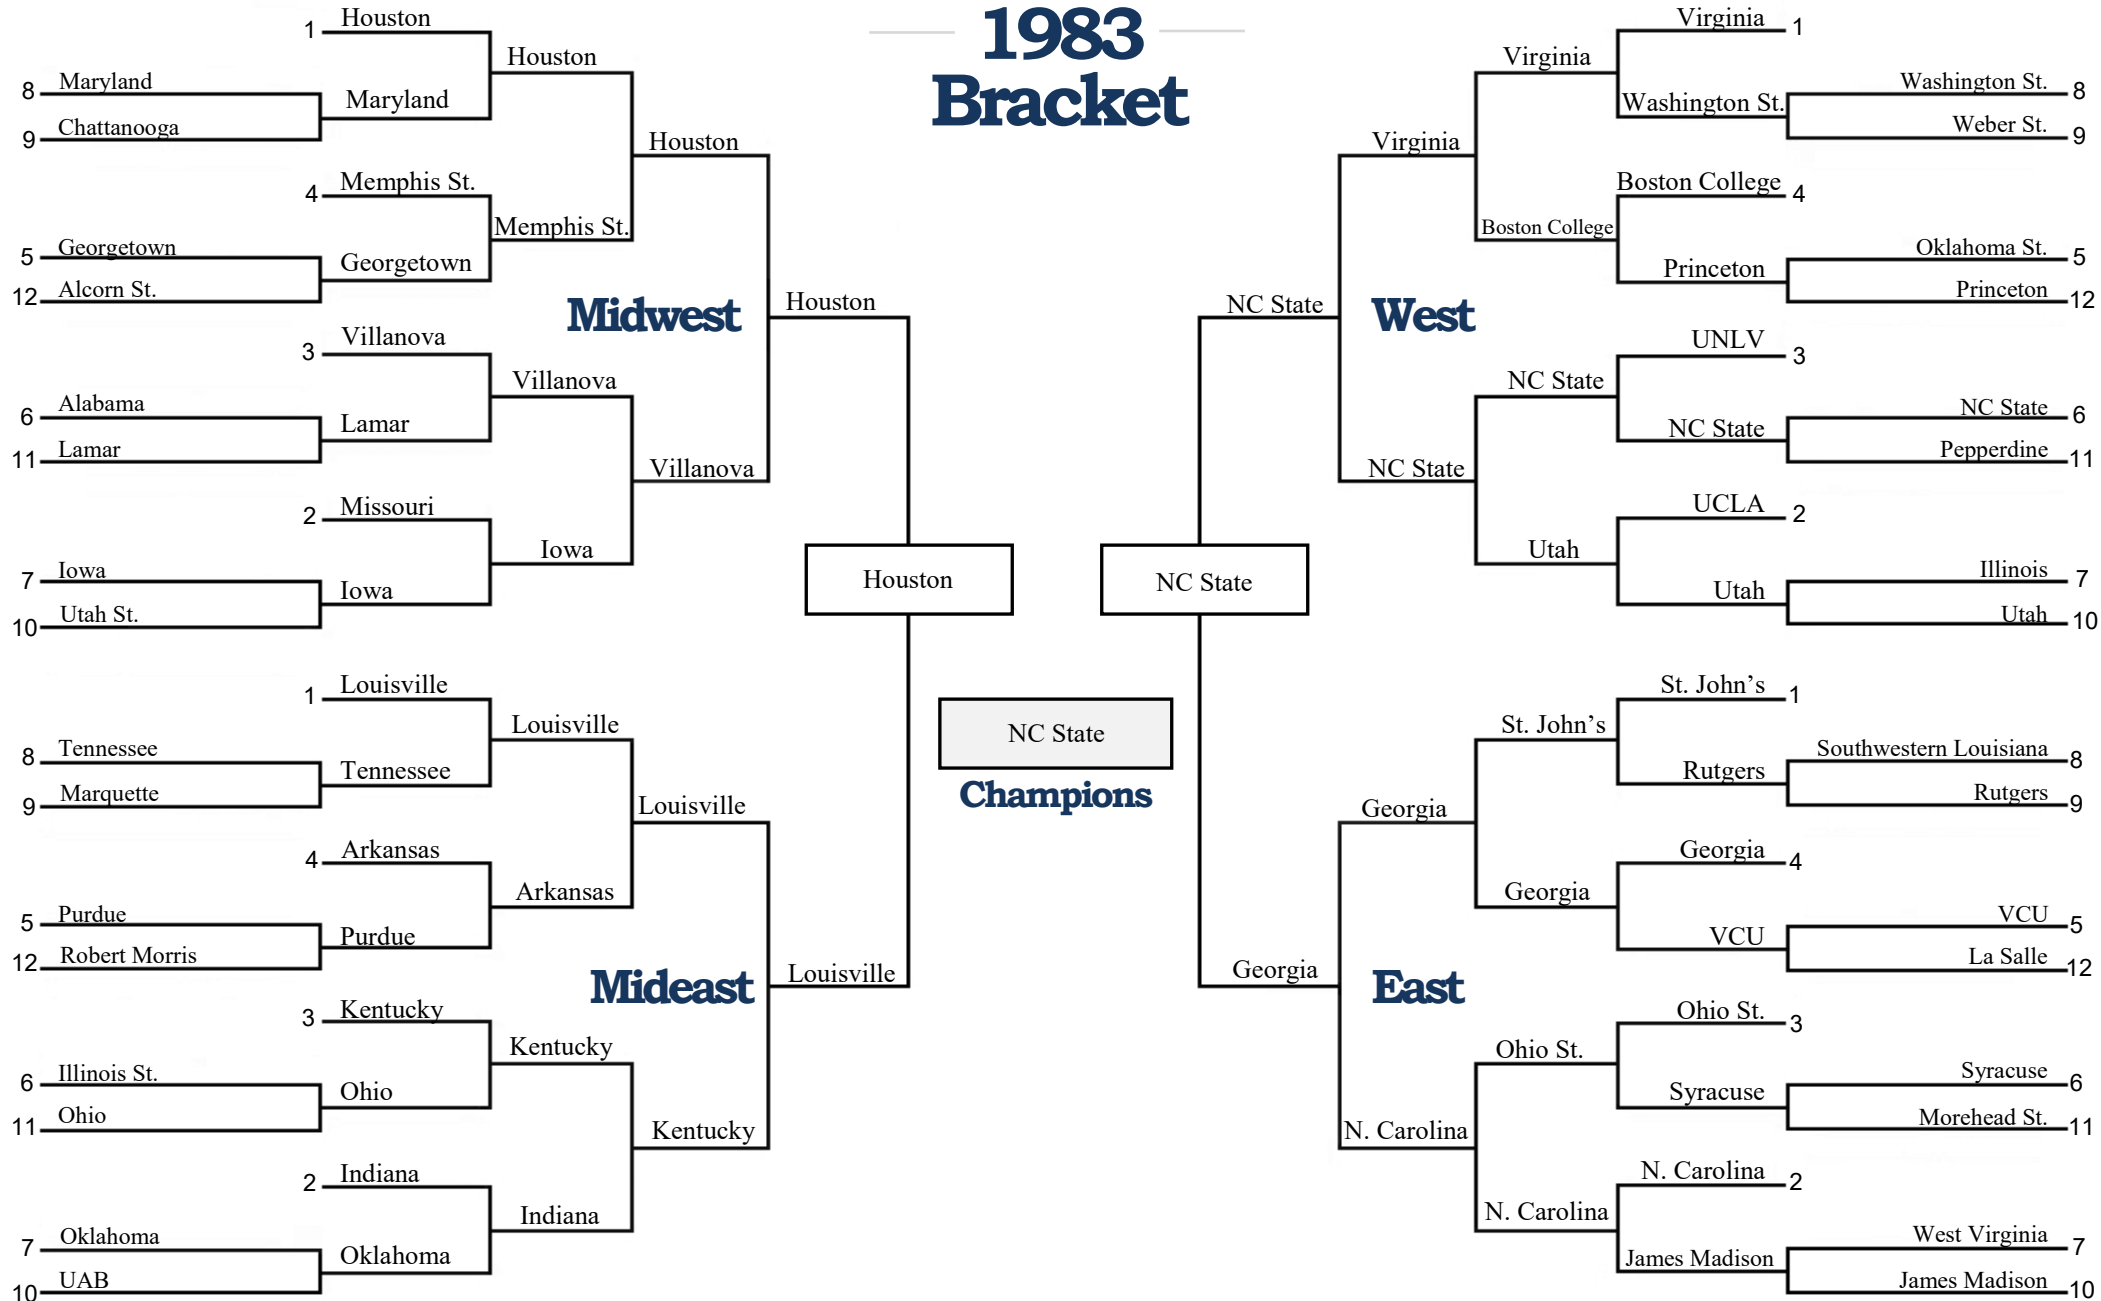 1983
Bracket
1 Houston
Houston
8 Maryland
Maryland
9 Chattanooga
Houston
4 Memphis St.
Memphis St.
5 Georgetown
Georgetown
12 Alcorn St.
Midwest
Houston
3 Villanova
Villanova
6 Alabama
Lamar
11 Lamar
Villanova
2 Missouri
Iowa
7 Iowa
Iowa
10 Utah St.
Houston
1 Louisville
Louisville
8 Tennessee
Tennessee
9 Marquette
Louisville
4 Arkansas
Arkansas
5 Purdue
Purdue
12 Robert Morris
Mideast
Louisville
3 Kentucky
Kentucky
6 Illinois St.
Ohio
11 Ohio
Kentucky
2 Indiana
Indiana
7 Oklahoma
Oklahoma
10 UAB
NC State
Champions
Virginia 1
Virginia
Washington St. 8
Washington St.
Weber St. 9
Virginia
Boston College 4
Boston College
Oklahoma St. 5
Princeton
Princeton 12
NC State
West
UNLV 3
NC State
NC State 6
NC State
Pepperdine 11
NC State
UCLA 2
Utah
Illinois 7
Utah
Utah 10
NC State
St. John’s 1
St. John’s
Southwestern Louisiana 8
Rutgers
Rutgers 9
Georgia
Georgia 4
Georgia
VCU 5
VCU
La Salle 12
Georgia
East
Ohio St. 3
Ohio St.
Syracuse 6
Syracuse
Morehead St. 11
N. Carolina
N. Carolina 2
N. Carolina
West Virginia 7
James Madison
James Madison 10